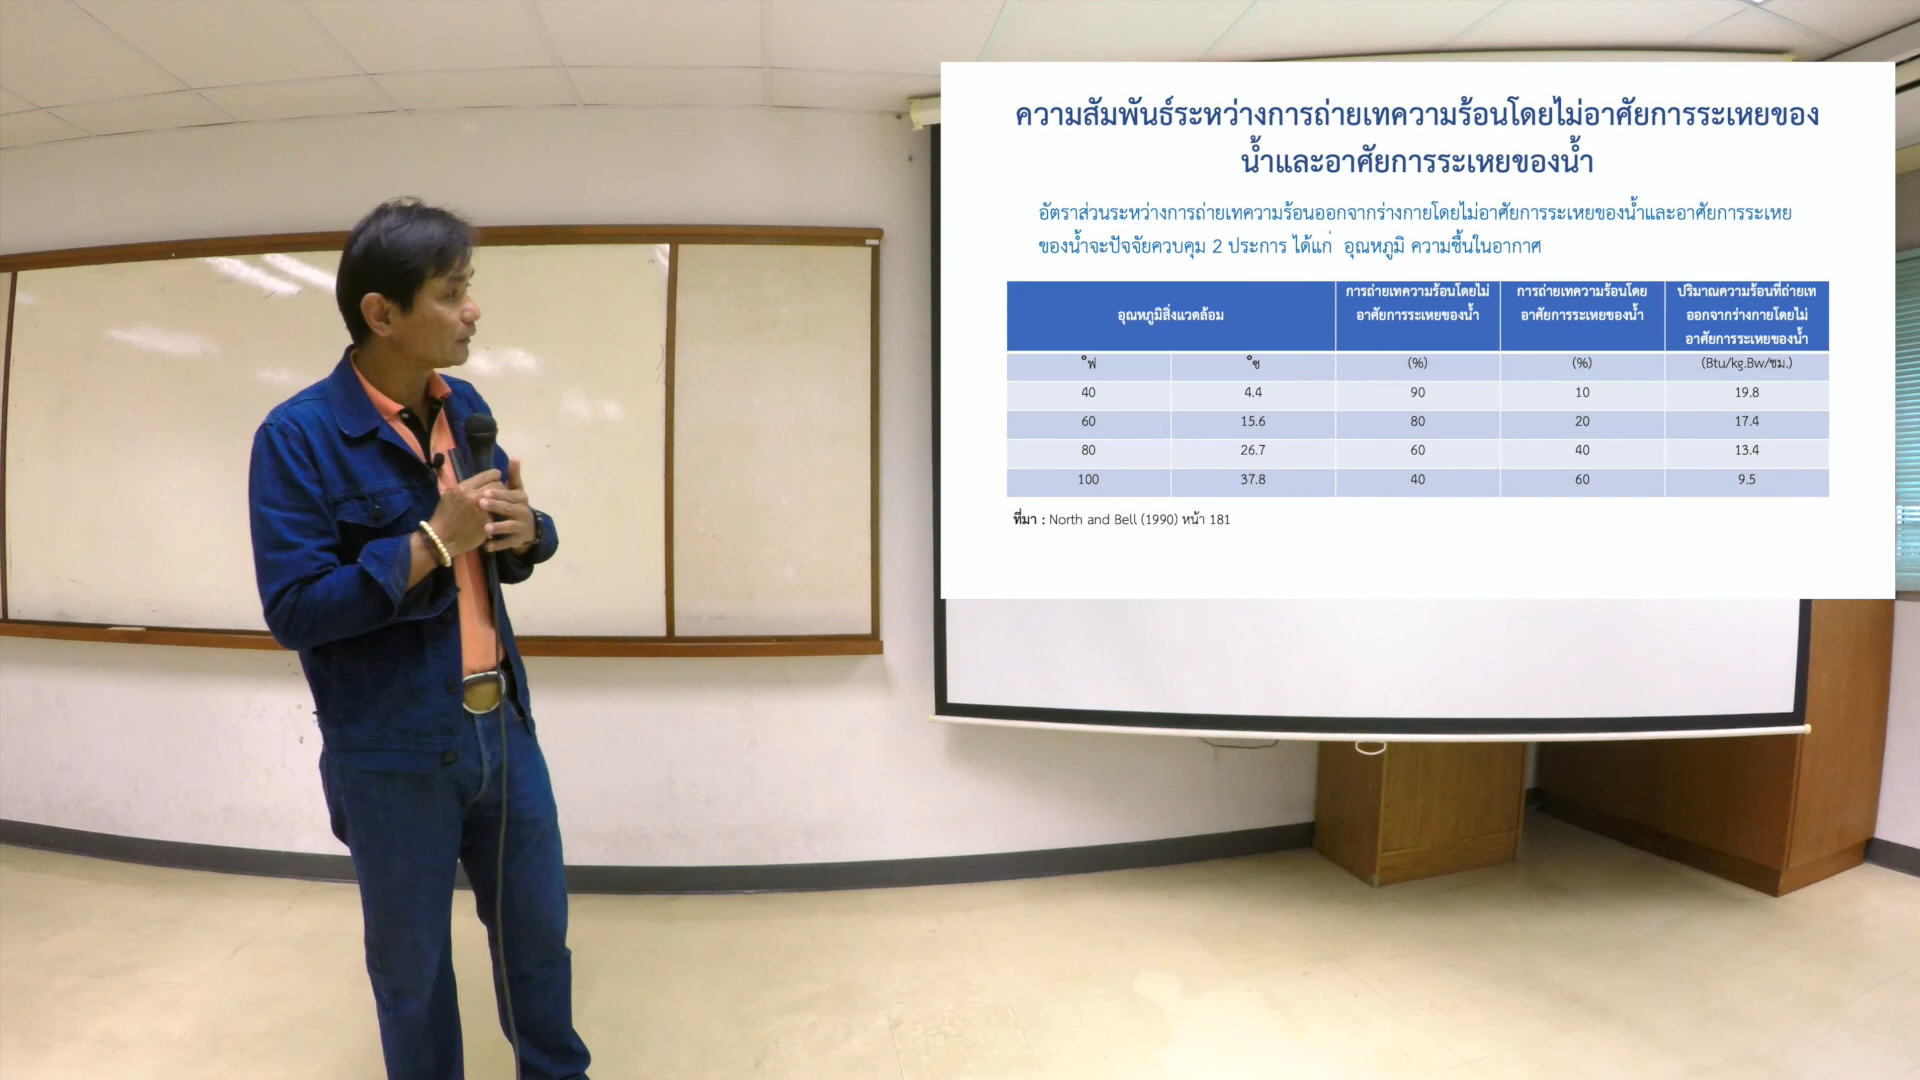 ความสัมพันธ์ระหว่างการถ่ายเทความร้อนโดยไม่อาศัยการระเหยของ
น้ำและอาศัยการระเหยของน้ำ
อัตราส่วนระหว่างการถ่ายเทความร้อนออกจากร่างกายโดยไม่อาศัยการระเหยของน้ำและอาศัยการระเหย
ของน้ำจะปัจจัยควบคุม 2 ประการ ได้แก่ อุณหภูมิ ความชื้นในอากาศ
อุณหภูมิสิ่งแวดล้อม
การถ่ายเทความร้อนโดยไม่
อาศัยการระเหยของน้ำ
การถ่ายเทความร้อนโดย
อาศัยการระเหยของน้ำ
ปริมาณความร้อนที่ถ่ายเท
ออกจากร่างกายโดยไม่
อาศัยการระเหยของน้ำ
°ฟ °ซ (%) (%) (Btu/kg.Bw/ชม.)
40 4.4 90 10 19.8
60 15.6 80 20 17.4
80 26.7 60 40 13.4
100 37.8 40 60 9.5
ที่มา : North and Bell (1990) หน้า 181